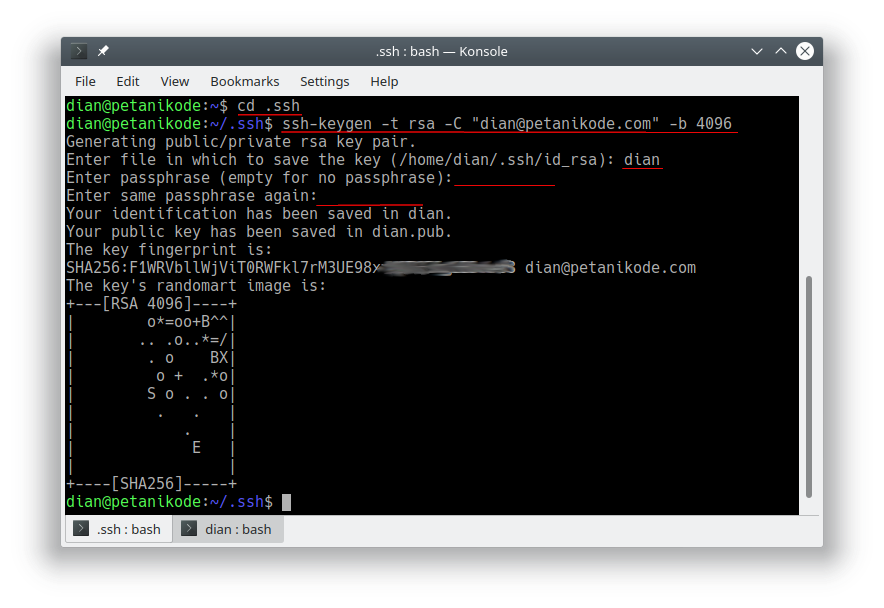 .ssh : bash — Konsole
File Edit View Bookmarks Settings Help
dian@petanikode:~$ cd .ssh
dian@petanikode:~/.ssh$ ssh-keygen -t rsa -C "dian@petanikode.com" -b 4096
Generating public/private rsa key pair.
Enter file in which to save the key (/home/dian/.ssh/id_rsa): dian
Enter passphrase (empty for no passphrase):
Enter same passphrase again:
Your identification has been saved in dian.
Your public key has been saved in dian.pub.
The key fingerprint is:
SHA256:F1WRVbllWjViT0RWFkl7rM3UE98x 3 dian@petanikode.com
The key's randomart image is:
+---[RSA 4096]----+
|        o*=oo+B^^|
|       .. .o..*=/|
|        . o    BX|
|         o +  .*o|
|        S o . . o|
|         .   .   |
|            .    |
|             E   |
|                 |
+----[SHA256]-----+
dian@petanikode:~/.ssh$
.ssh : bash dian : bash